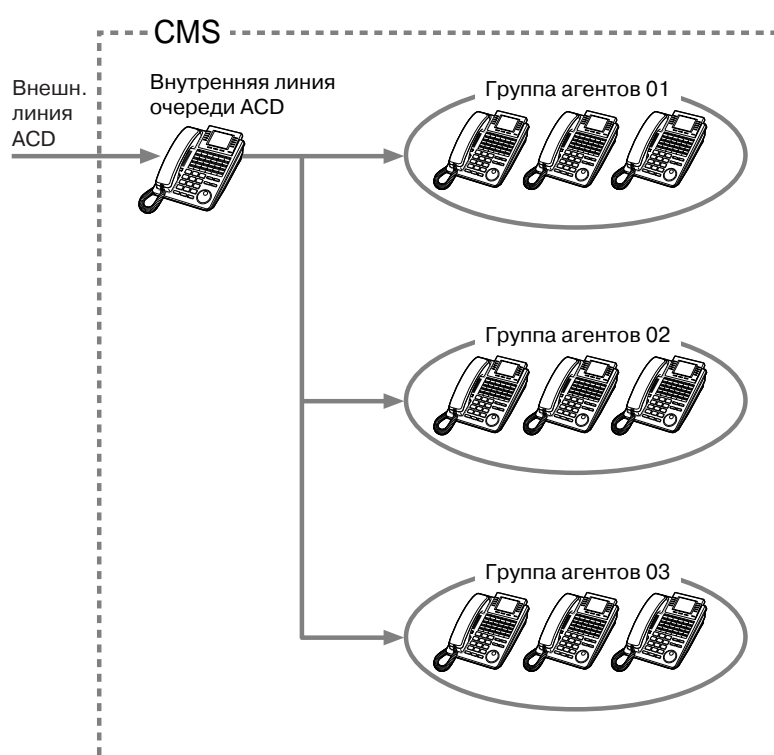 CMS
Внешн.
линия
ACD
Внутренняя линия
очереди ACD
Группа агентов 01
Группа агентов 02
Группа агентов 03